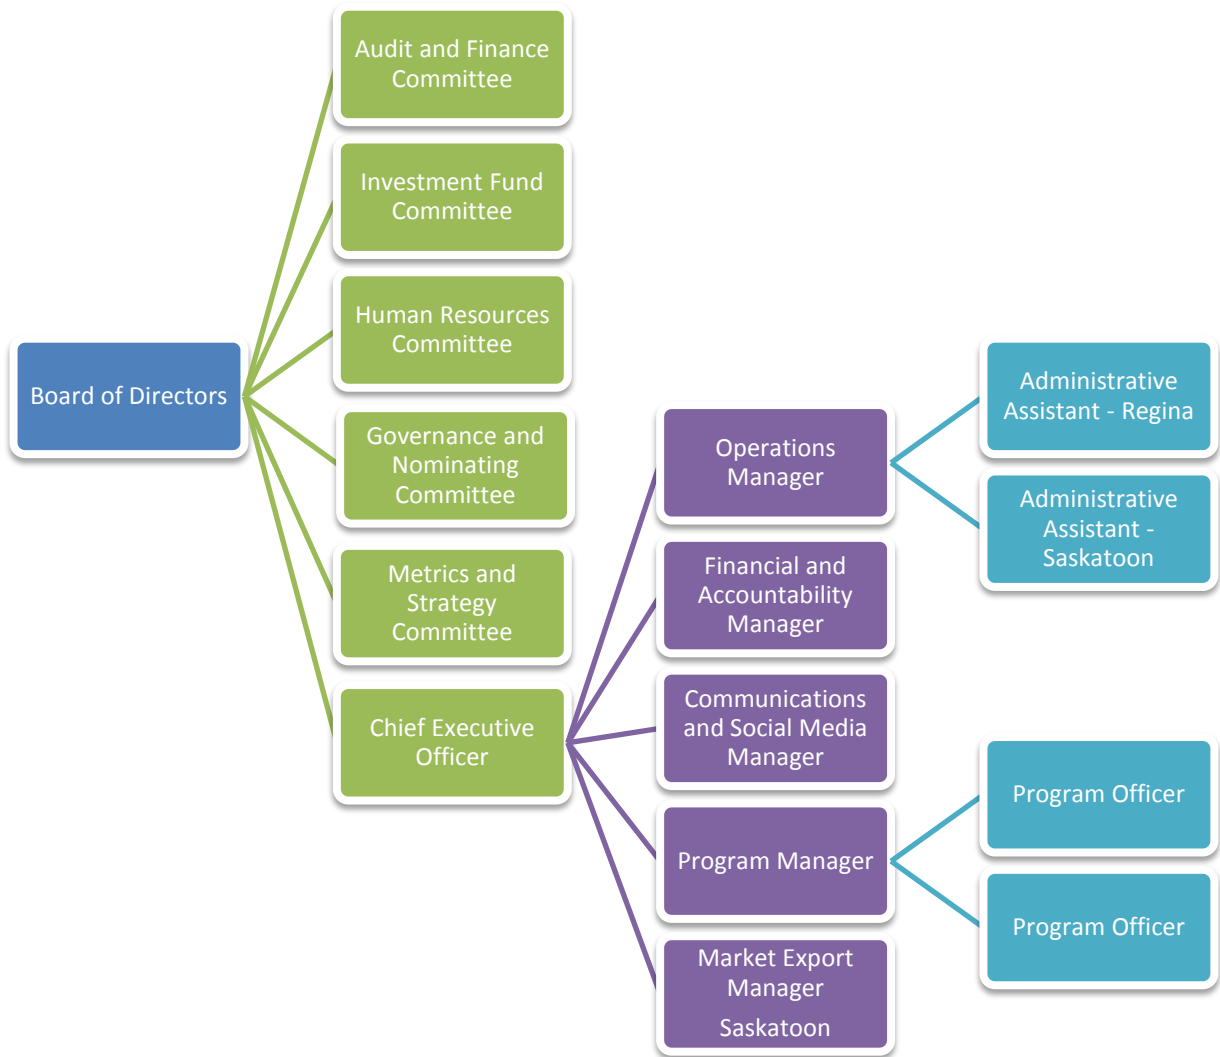 Audit and Finance
Committee
Investment Fund
Committee
Human Resources
Committee
Board of Directors
Governance and
Nominating
Committee
Metrics and
Strategy
Committee
Chief Executive
Officer
Operations
Manager
Financial and
Accountability
Manager
Communications
and Social Media
Manager
Program Manager
Market Export
Manager
Saskatoon
Administrative
Assistant - Regina
Administrative
Assistant -
Saskatoon
Program Officer
Program Officer